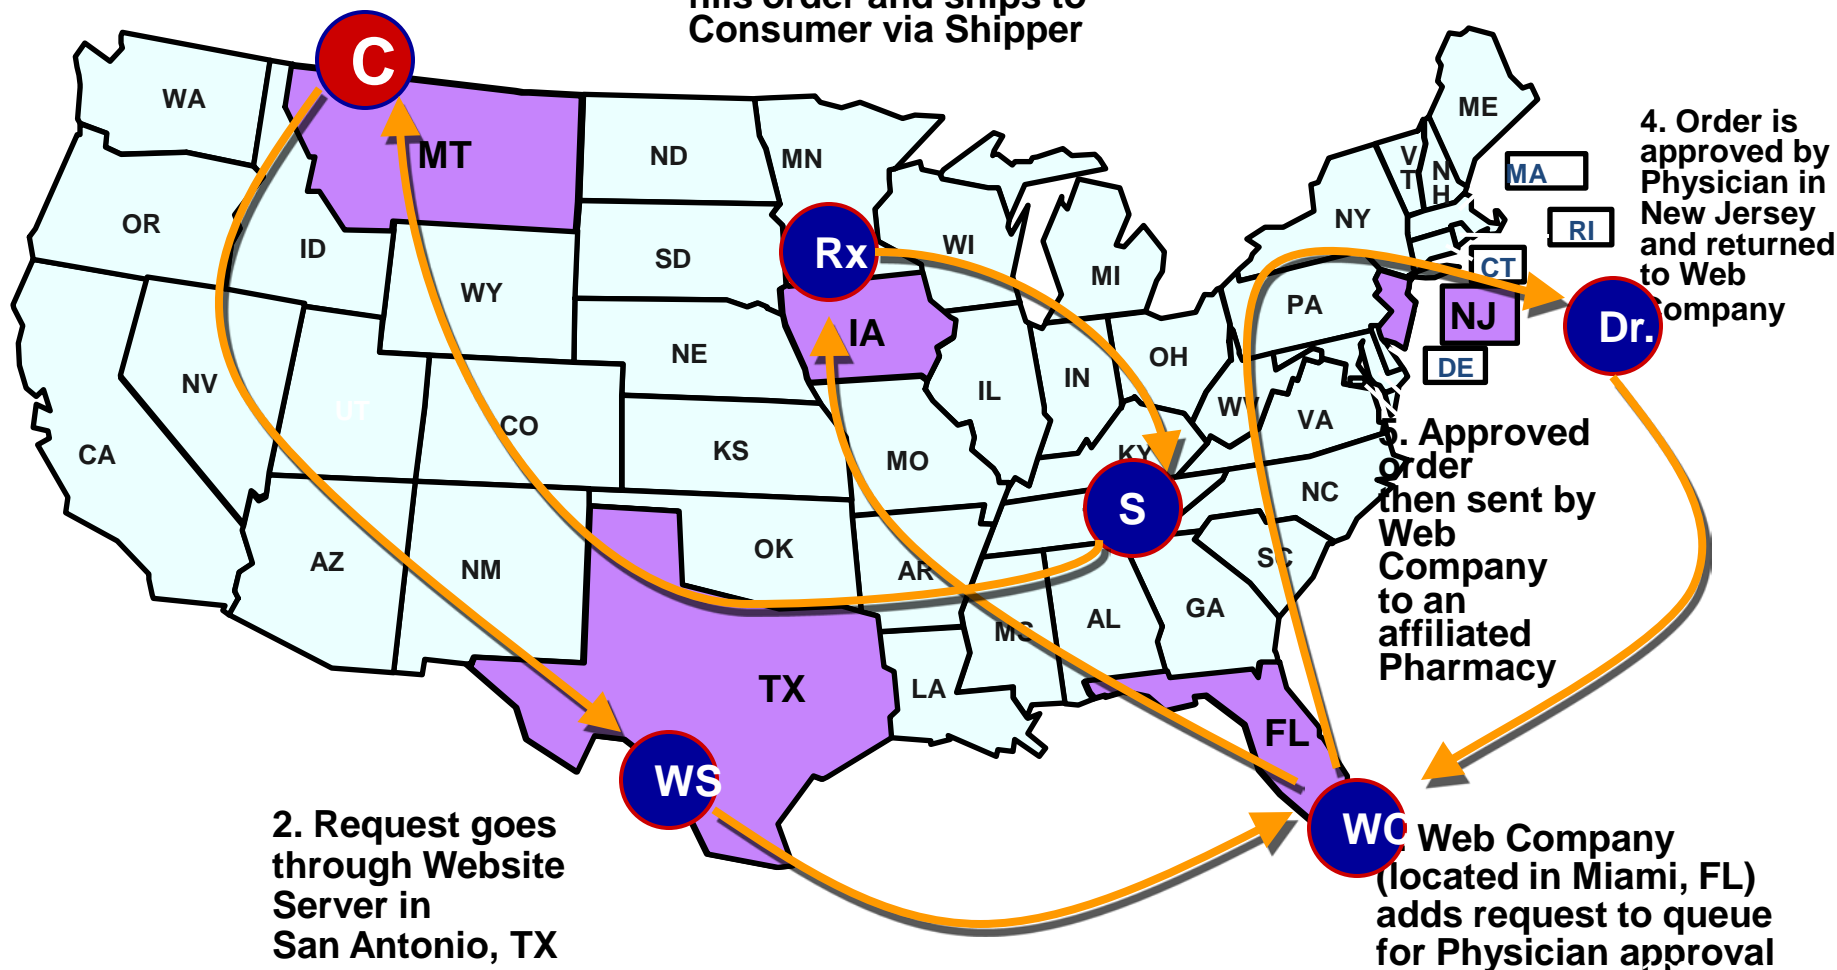 fills order and ships to
Consumer via Shipper
C
WA
MT
ND
MN
ME
4. Order is
approved by
Physician in
New Jersey
and returned
to Web
ompany
V
T
N
H
MA
OR
ID
SD
Rx
WI
MI
NY
RI
CT
WY
IA
PA
NJ
Dr.
NE
OH
DE
NV
UT
CO
IL
IN
WV
VA
CA
KS
MO
KY
5. Approved
order
then sent by
Web
Company
to an
affiliated
Pharmacy
S
NC
AZ
NM
OK
AR
SC
MS
AL
GA
TX
LA
FL
WS
WC
2. Request goes
through Website
Server in
San Antonio, TX
Web Company
(located in Miami, FL)
adds request to queue
for Physician approval